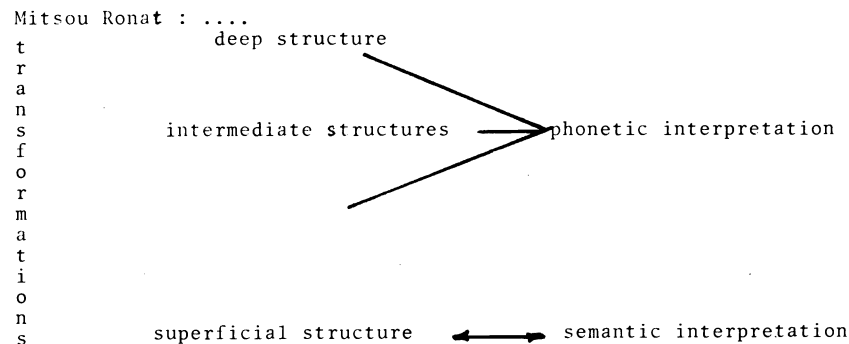 Mitsou Ronat : ....
deep structure
transformations
intermediate structures phonetic interpretation
superficial structure semantic interpretation